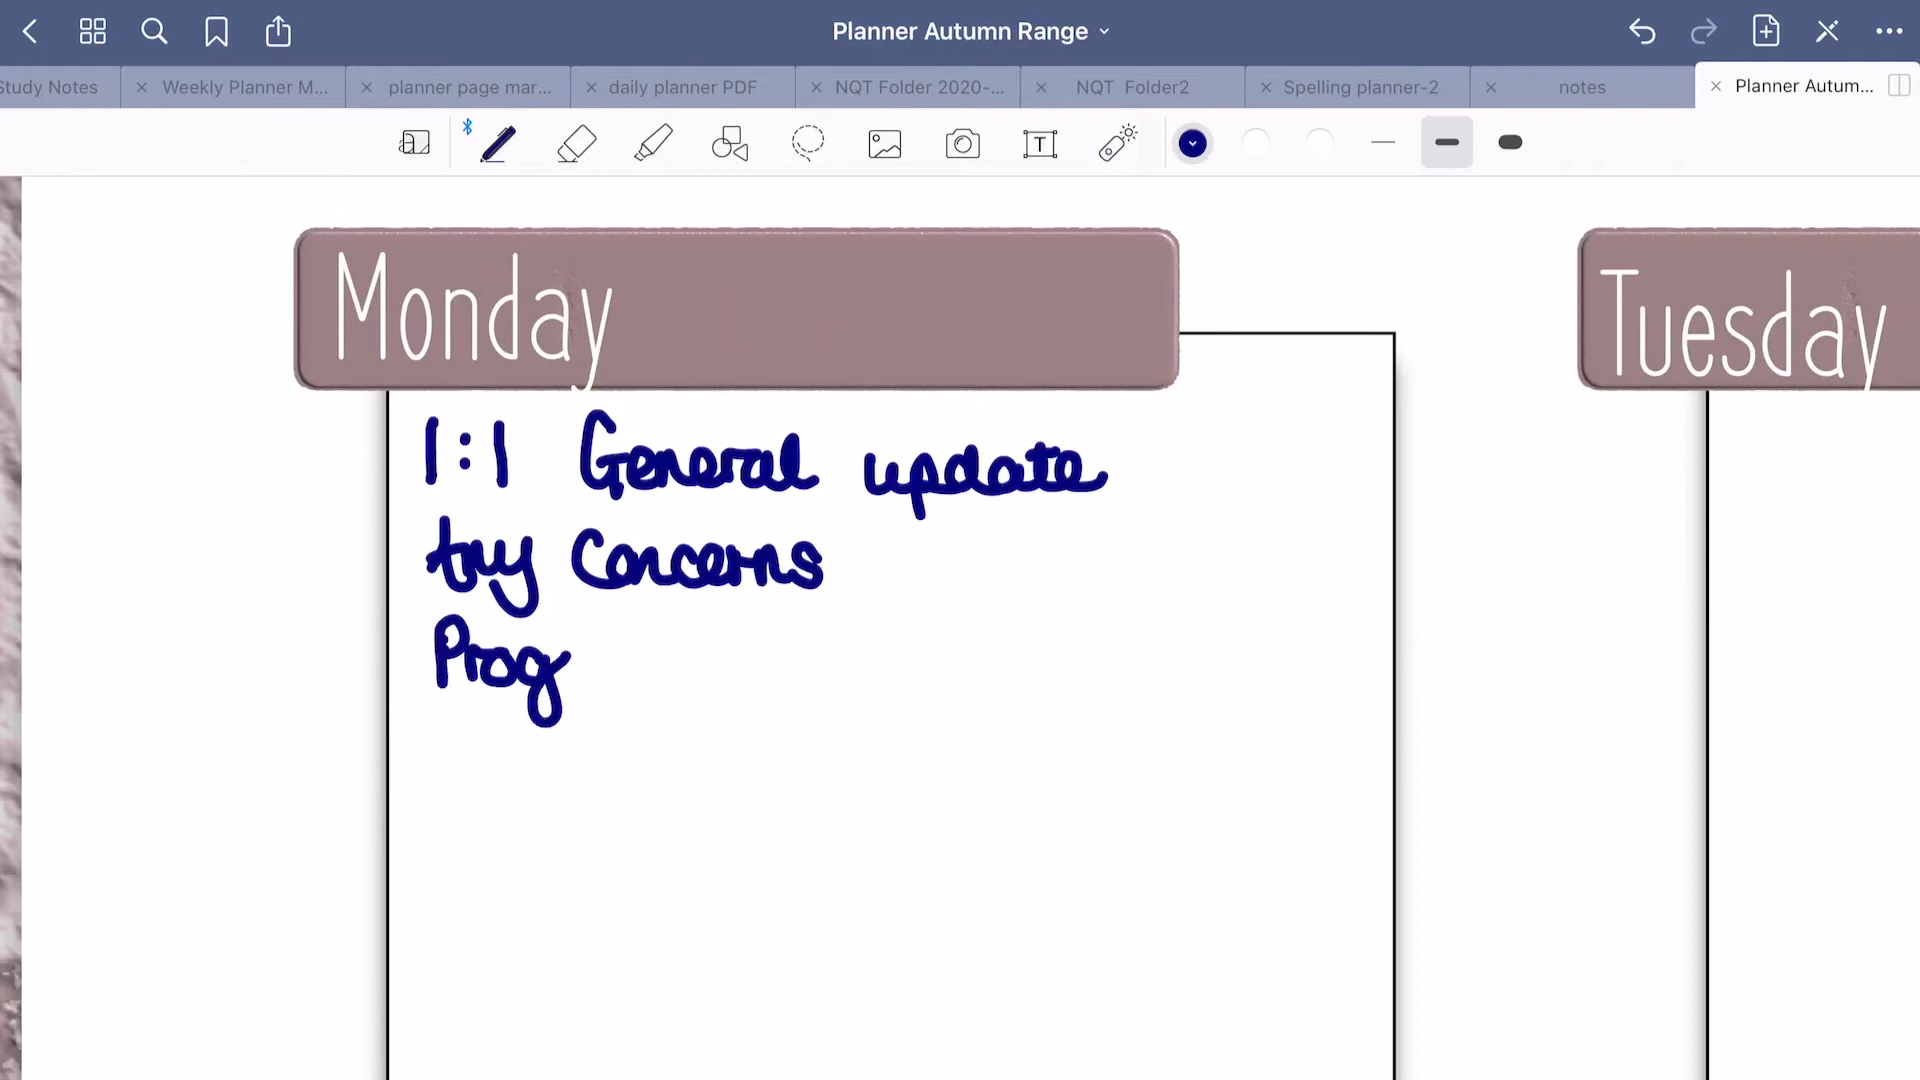 Planner Autumn Range
Study Notes
Weekly Planner M...
planner page mar...
daily planner PDF
NQT Folder 2020-...
NQT Folder2
Spelling planner-2
notes
Planner Autum...
Monday
Tuesday
1:1 General update
try Concerns
Prog